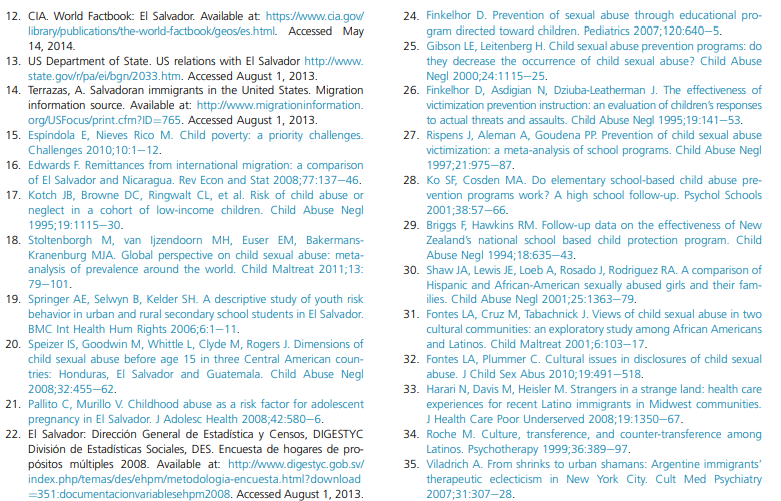 12. CIA. World Factbook: El Salvador. Available at: https://www.cia.gov/
library/publications/the-world-factbook/geos/es.html. Accessed May
14, 2014.
13. US Department of State. US relations with El Salvador http://www.
state.gov/r/pa/ei/bgn/2033.htm. Accessed August 1, 2013.
14. Terrazas, A. Salvadoran immigrants in the United States. Migration
information source. Available at: http://www.migrationinformation.
org/USFocus/print.cfm?ID=765. Accessed August 1, 2013.
15. Espindola E, Nieves Rico M. Child poverty: a priority challenges.
Challenges 2010;10:1−12.
16. Edwards F. Remittances from international migration: a comparison
of El Salvador and Nicaragua. Rev Econ and Stat 2008;77:137−46.
17. Kotch JB, Browne DC, Ringwalt CL, et al. Risk of child abuse or
neglect in a cohort of low-income children. Child Abuse Negl
1995;19:1115−30.
18. Stoltenborgh M, van Ijzendoorn MH, Euser EM, Bakermans-
Kranenburg MJA. Global perspective on child sexual abuse: meta-
analysis of prevalence around the world. Child Maltreat 2011;13:
79−101.
19. Springer AE, Selwyn B, Kelder SH. A descriptive study of youth risk
behavior in urban and rural secondary school students in El Salvador.
BMC Int Health Hum Rights 2006;6:1−11.
20. Speizer IS, Goodwin M, Whittle L, Clyde M, Rogers J. Dimensions of
child sexual abuse before age 15 in three Central American coun-
tries: Honduras, El Salvador and Guatemala. Child Abuse Negl
2008;32:455−62.
21. Pallito C, Murillo V. Childhood abuse as a risk factor for adolescent
pregnancy in El Salvador. J Adolesc Health 2008;42:580−6.
22. El Salvador: Dirección General de Estadística y Censos, DIGESTYC
División de Estadísticas Sociales, DES. Encuesta de hogares de pro-
pósitos múltiples 2008. Available at: http://www.digestyc.gob.sv/
index.php/temas/des/ehpm/metodologia-encuesta.html?download
=351:documentacionvariablesehpm2008. Accessed August 1, 2013.
24. Finkelhor D. Prevention of sexual abuse through educational pro-
gram directed toward children. Pediatrics 2007;120:640−5.
25. Gibson LE, Leitenberg H. Child sexual abuse prevention programs: do
they decrease the occurrence of child sexual abuse? Child Abuse
Negl 2000;24:1115−25.
26. Finkelhor D, Asdigian N, Dziuba-Leatherman J. The effectiveness of
victimization prevention instruction: an evaluation of children's responses
to actual threats and assaults. Child Abuse Negl 1995;19:141−53.
27. Rispens J, Aleman A, Goudena PP. Prevention of child sexual abuse
victimization: a meta-analysis of school programs. Child Abuse Negl
1997;21:975−87.
28. Ko SF, Cosden MA. Do elementary school-based child abuse pre-
vention programs work? A high school follow-up. Psychol Schools
2001;38:57−66.
29. Briggs F, Hawkins RM. Follow-up data on the effectiveness of New
Zealand's national school based child protection program. Child
Abuse Negl 1994;18:635−43.
30. Shaw JA, Lewis JE, Loeb A, Rosado J, Rodriguez RA. A comparison of
Hispanic and African-American sexually abused girls and their fam-
ilies. Child Abuse Negl 2001;25:1363−79.
31. Fontes LA, Cruz M, Tabachnick J. Views of child sexual abuse in two
cultural communities: an exploratory study among African Americans
and Latinos. Child Maltreat 2001;6:103−17.
32. Fontes LA, Plummer C. Cultural issues in disclosures of child sexual
abuse. J Child Sex Abus 2010;19:491−518.
33. Harari N, Davis M, Heisler M. Strangers in a strange land: health care
experiences for recent Latino immigrants in Midwest communities.
J Health Care Poor Underserved 2008;19:1350−67.
34. Roche M. Culture, transference, and counter-transference among
Latinos. Psychotherapy 1999;36:389−97.
35. Viladrich A. From shrinks to urban shamans: Argentine immigrants'
therapeutic eclecticism in New York City. Cult Med Psychiatry
2007;31:307−28.